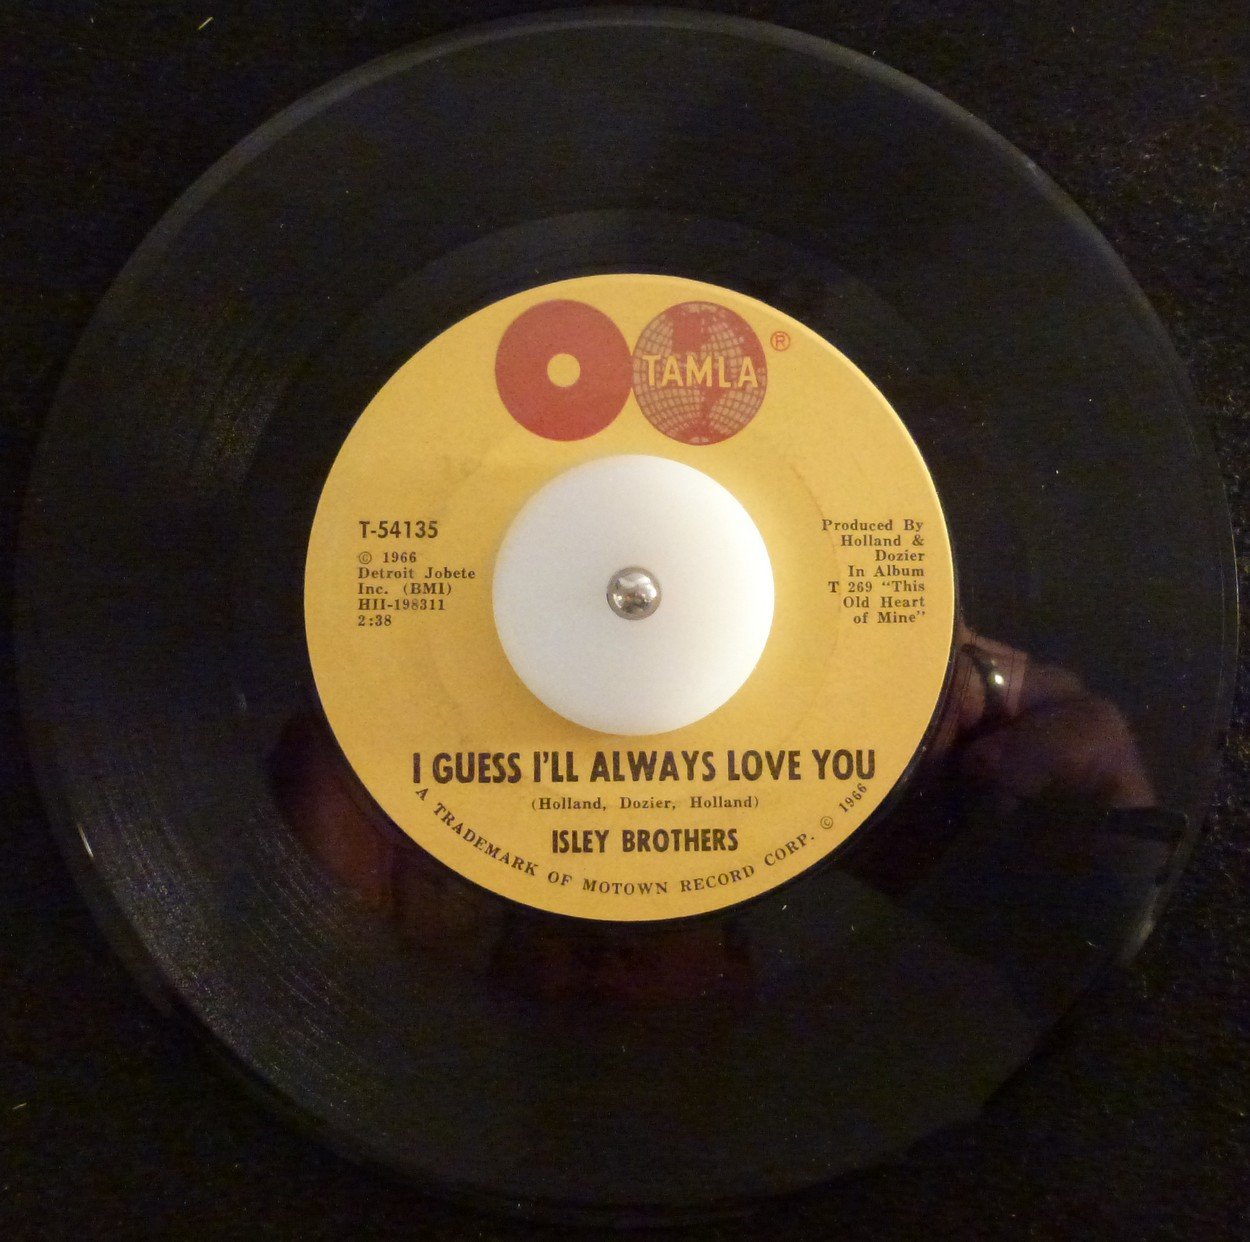 TAMLA ®
T-54135
© 1966
Detroit Jobete
Inc. (BMI)
HII-198311
2:38
Produced By
Holland &
Dozier
In Album
T 269 "This
Old Heart
of Mine"
I GUESS I'LL ALWAYS LOVE YOU
(Holland, Dozier, Holland)
ISLEY BROTHERS
A TRADEMARK OF MOTOWN RECORD CORP. © 1966